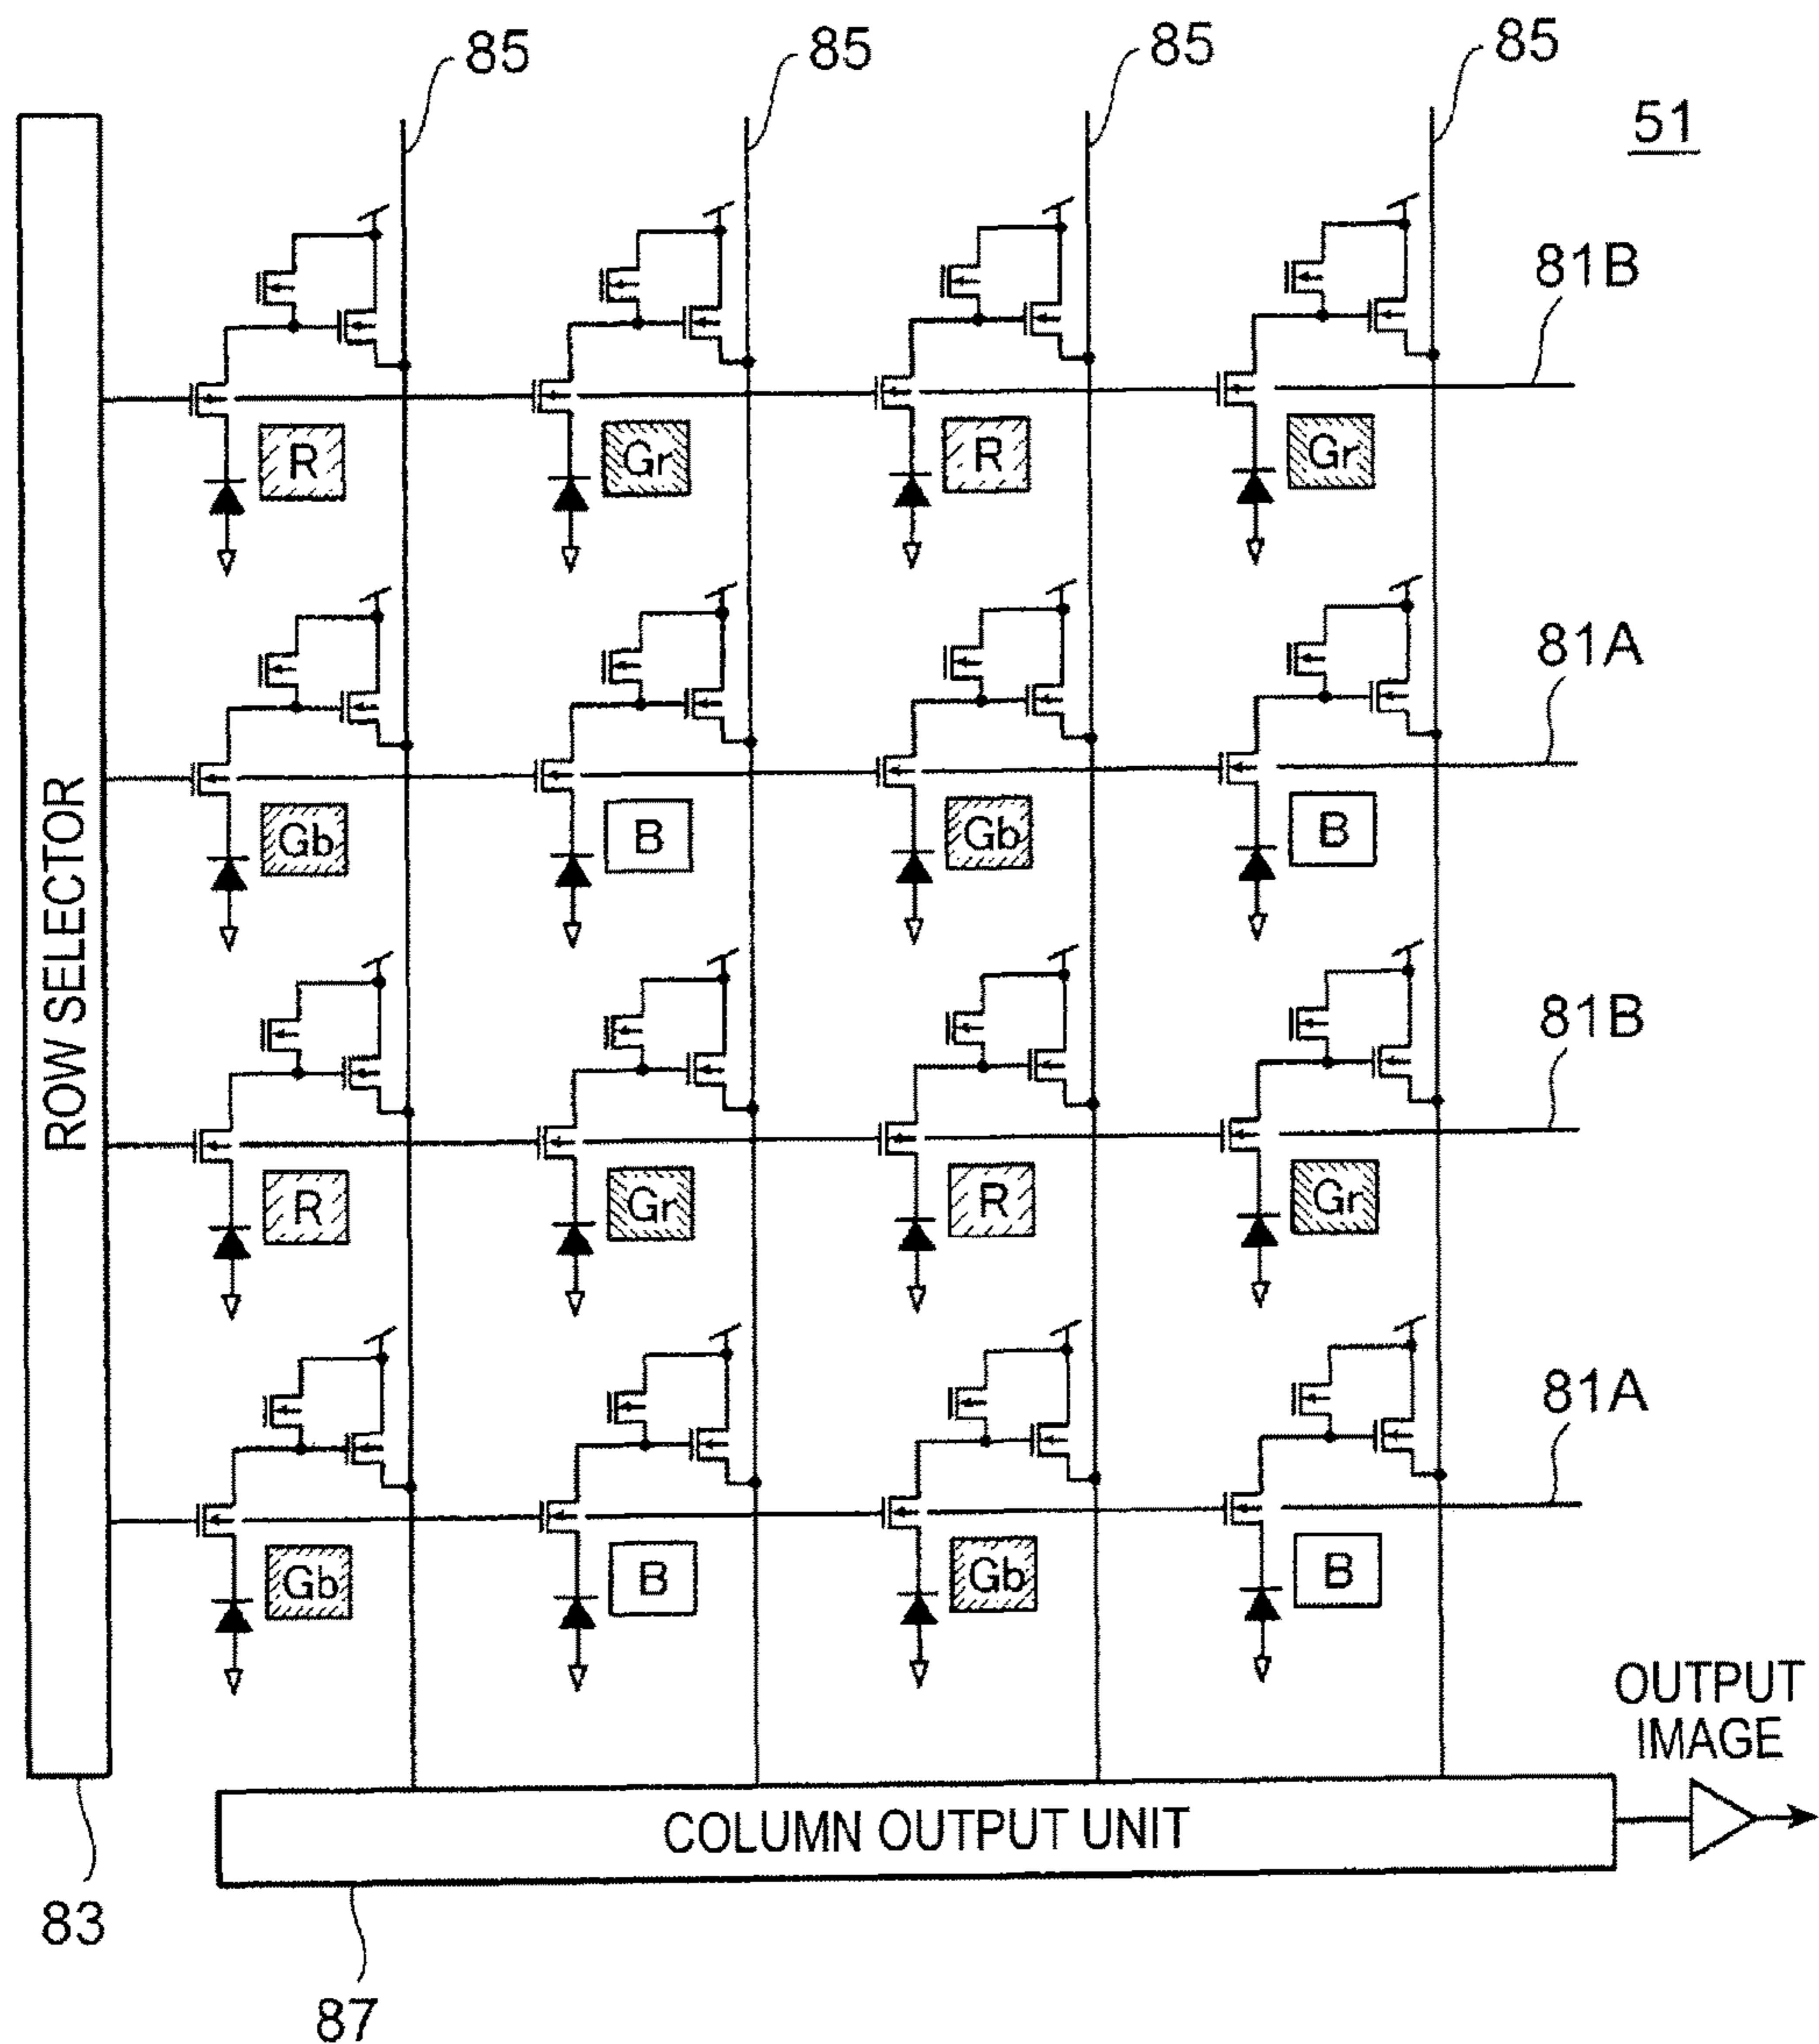 85 85 85 85
51
81B
R Gr R Gr
81A
Gb B Gb B
81B
R Gr R Gr
81A
Gb B Gb B
ROW SELECTOR
OUTPUT
IMAGE
COLUMN OUTPUT UNIT
83
87